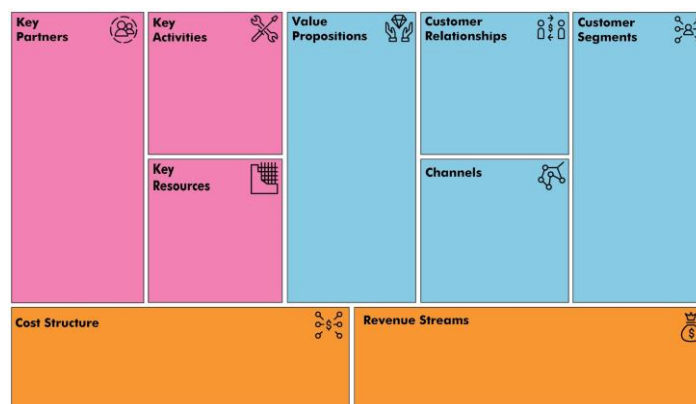 Key
Partners
Key
Activities
Key
Resources
Value
Propositions
Customer
Relationships
Channels
Customer
Segments
Cost Structure
Revenue Streams